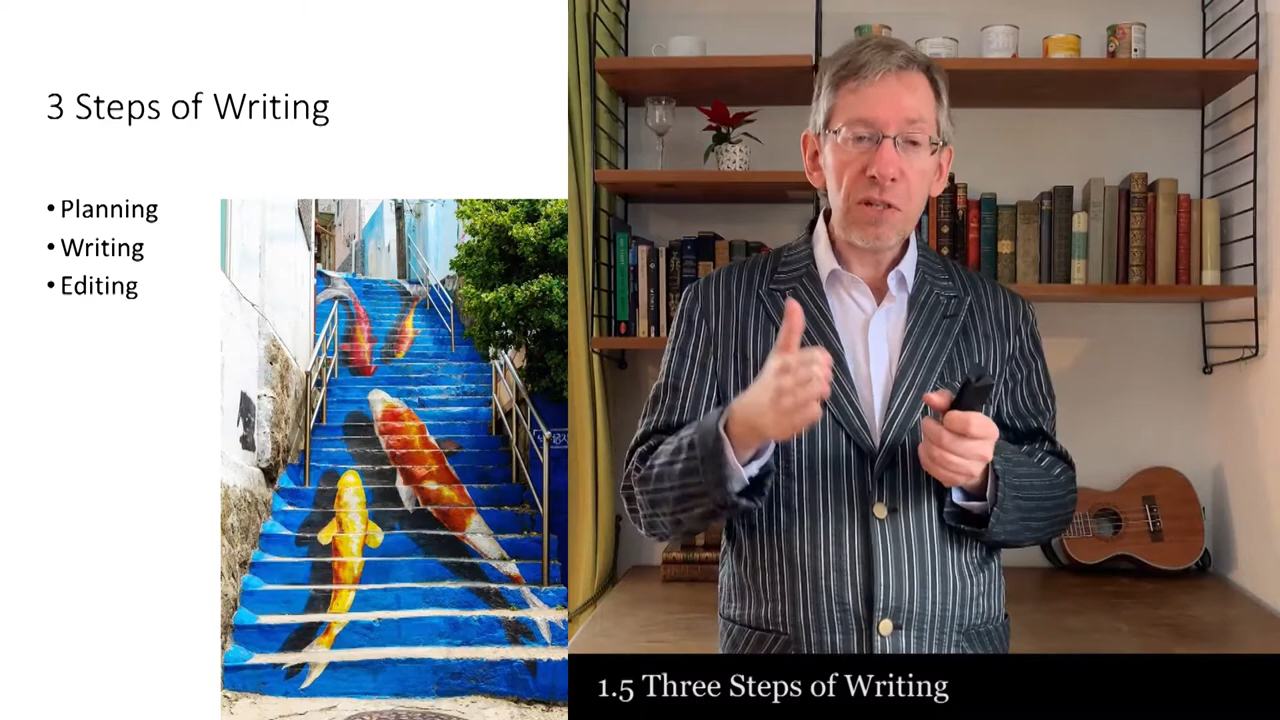 3 Steps of Writing
• Planning
• Writing
• Editing
1.5 Three Steps of Writing